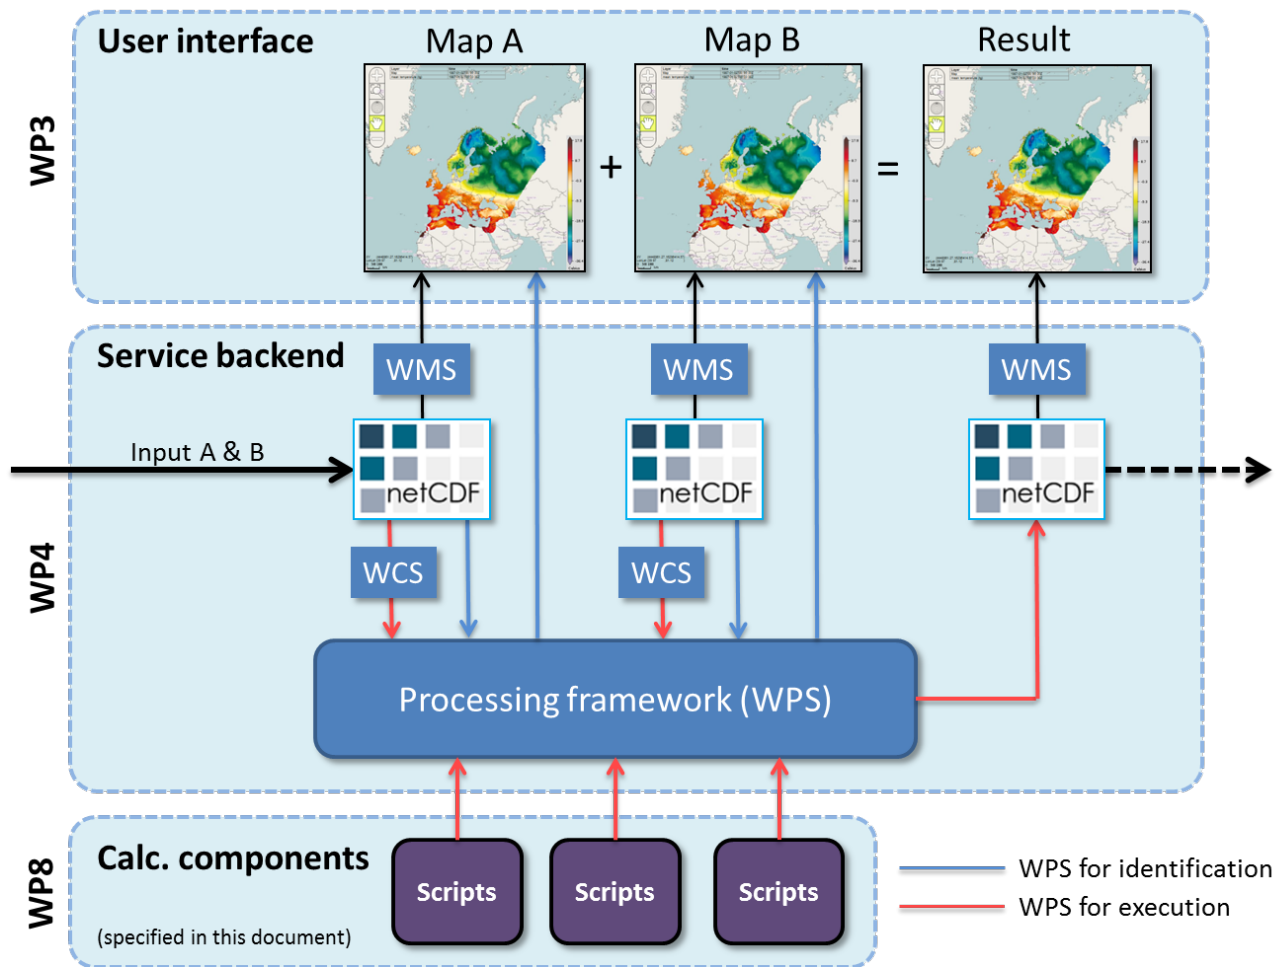 User interface
Map A
Map B
Result
WP3
+
=
Service backend
WMS
WMS
WMS
Input A & B
netCDF
netCDF
netCDF
WP4
WCS
WCS
Processing framework (WPS)
WP8
Calc. components
Scripts
Scripts
Scripts
(specified in this document)
WPS for identification
WPS for execution